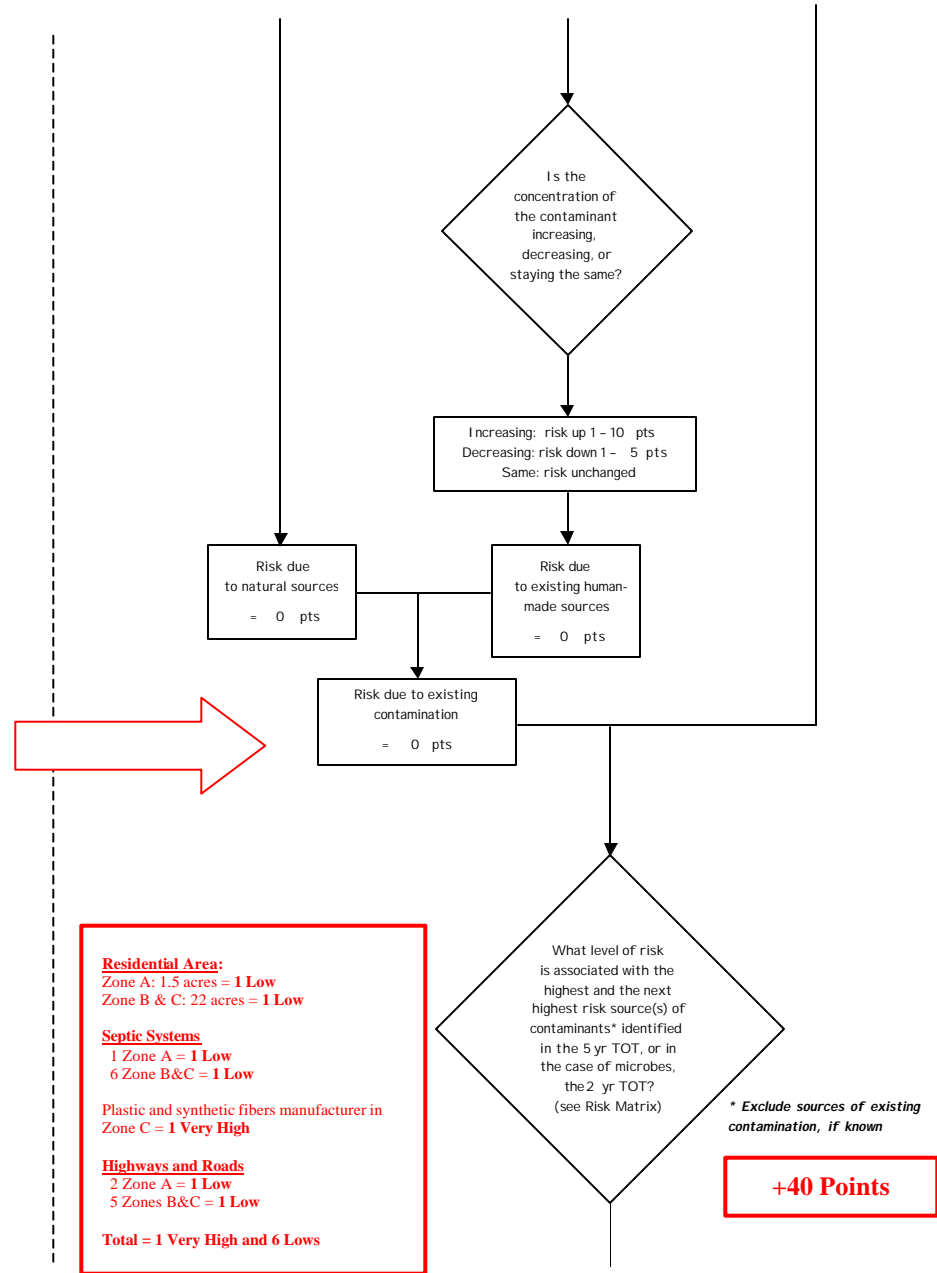 Is the
concentration of
the contaminant
increasing,
decreasing, or
staying the same?
Increasing: risk up 1 – 10 pts
Decreasing: risk down 1 – 5 pts
Same: risk unchanged
Risk due
to natural sources
= 0 pts
Risk due
to existing human-
made sources
= 0 pts
Risk due to existing
contamination
= 0 pts
Residential Area:
Zone A: 1.5 acres = 1 Low
Zone B & C: 22 acres = 1 Low
Septic Systems
1 Zone A = 1 Low
6 Zone B&C = 1 Low
Plastic and synthetic fibers manufacturer in
Zone C = 1 Very High
Highways and Roads
2 Zone A = 1 Low
5 Zones B&C = 1 Low
Total = 1 Very High and 6 Lows
What level of risk
is associated with the
highest and the next
highest risk source(s) of
contaminants* identified
in the 5 yr TOT, or in
the case of microbes,
the 2 yr TOT?
(see Risk Matrix)
* Exclude sources of existing
contamination, if known
+40 Points